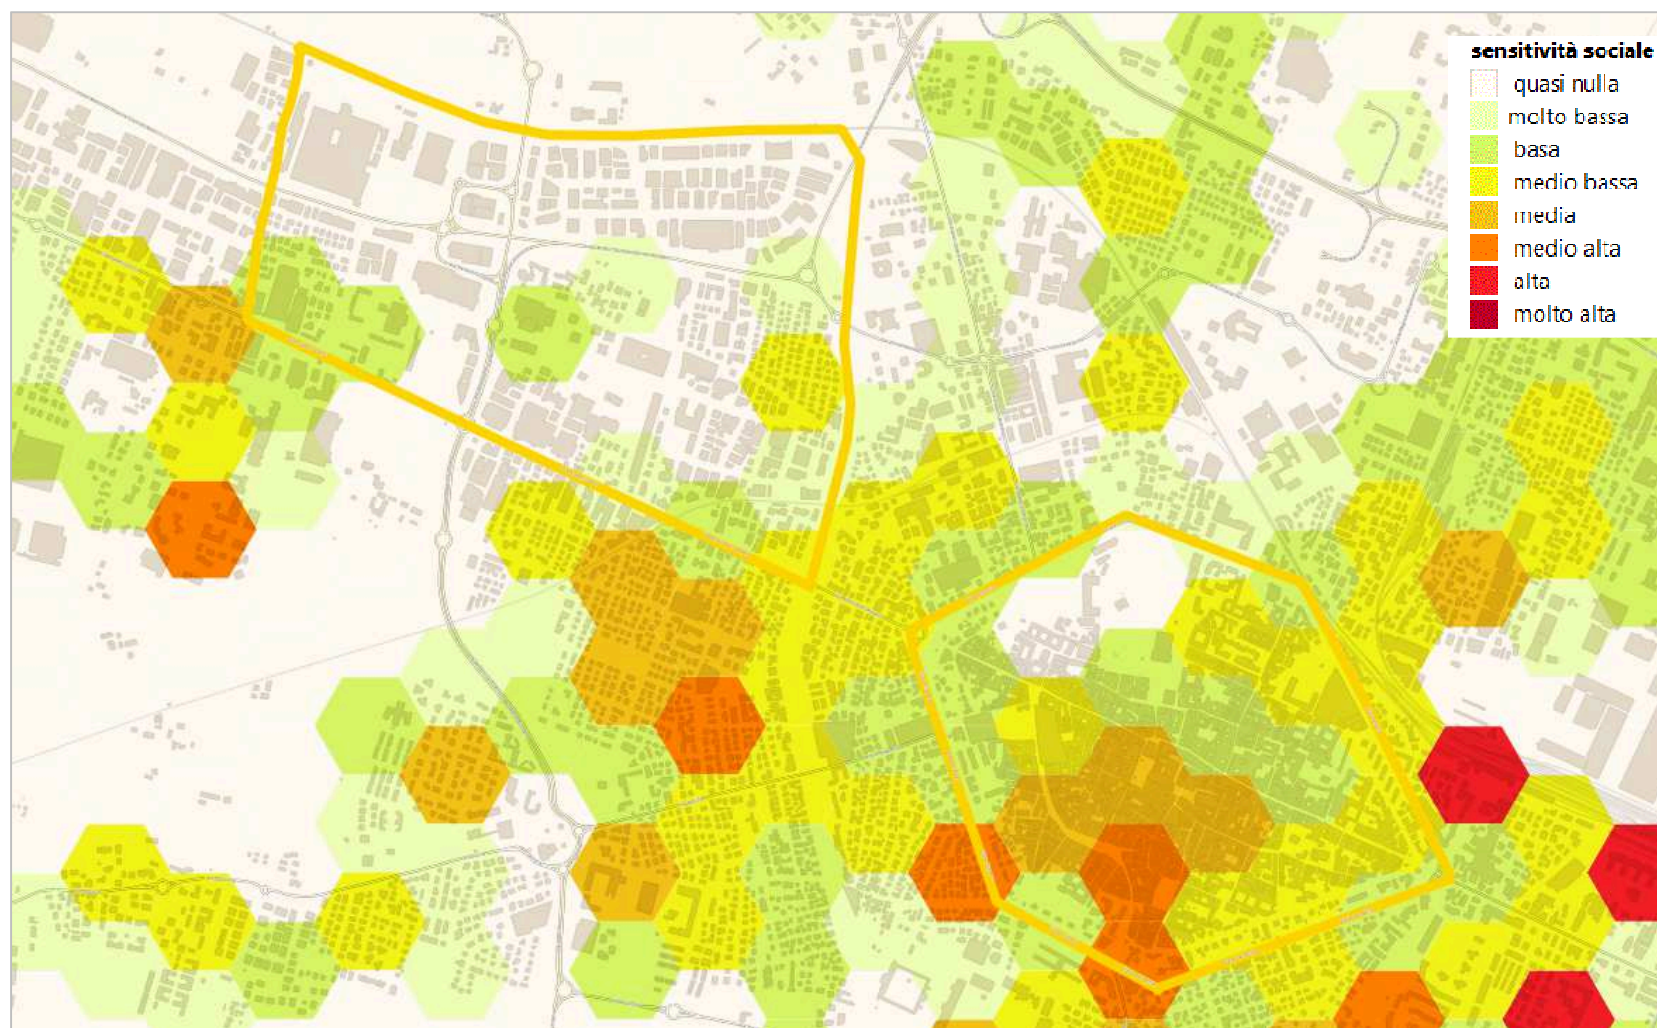 sensitività sociale
quasi nulla
molto bassa
basa
medio bassa
media
medio alta
alta
molto alta